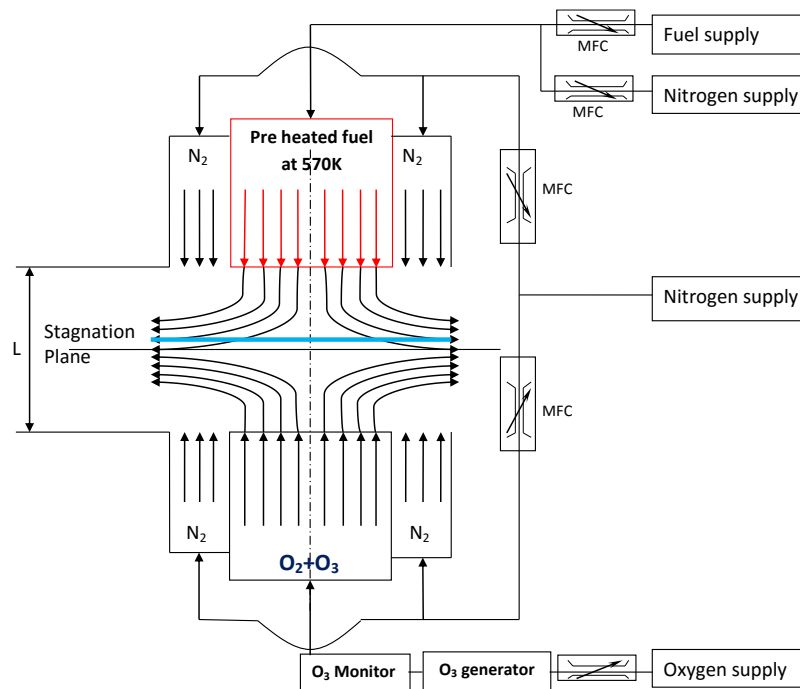 Fuel supply
MFC
Nitrogen supply
MFC
Pre heated fuel
at 570K
N₂
N₂
MFC
Nitrogen supply
Stagnation
Plane
L
MFC
N₂
N₂
O₂+O₃
O₃ Monitor
O₃ generator
Oxygen supply